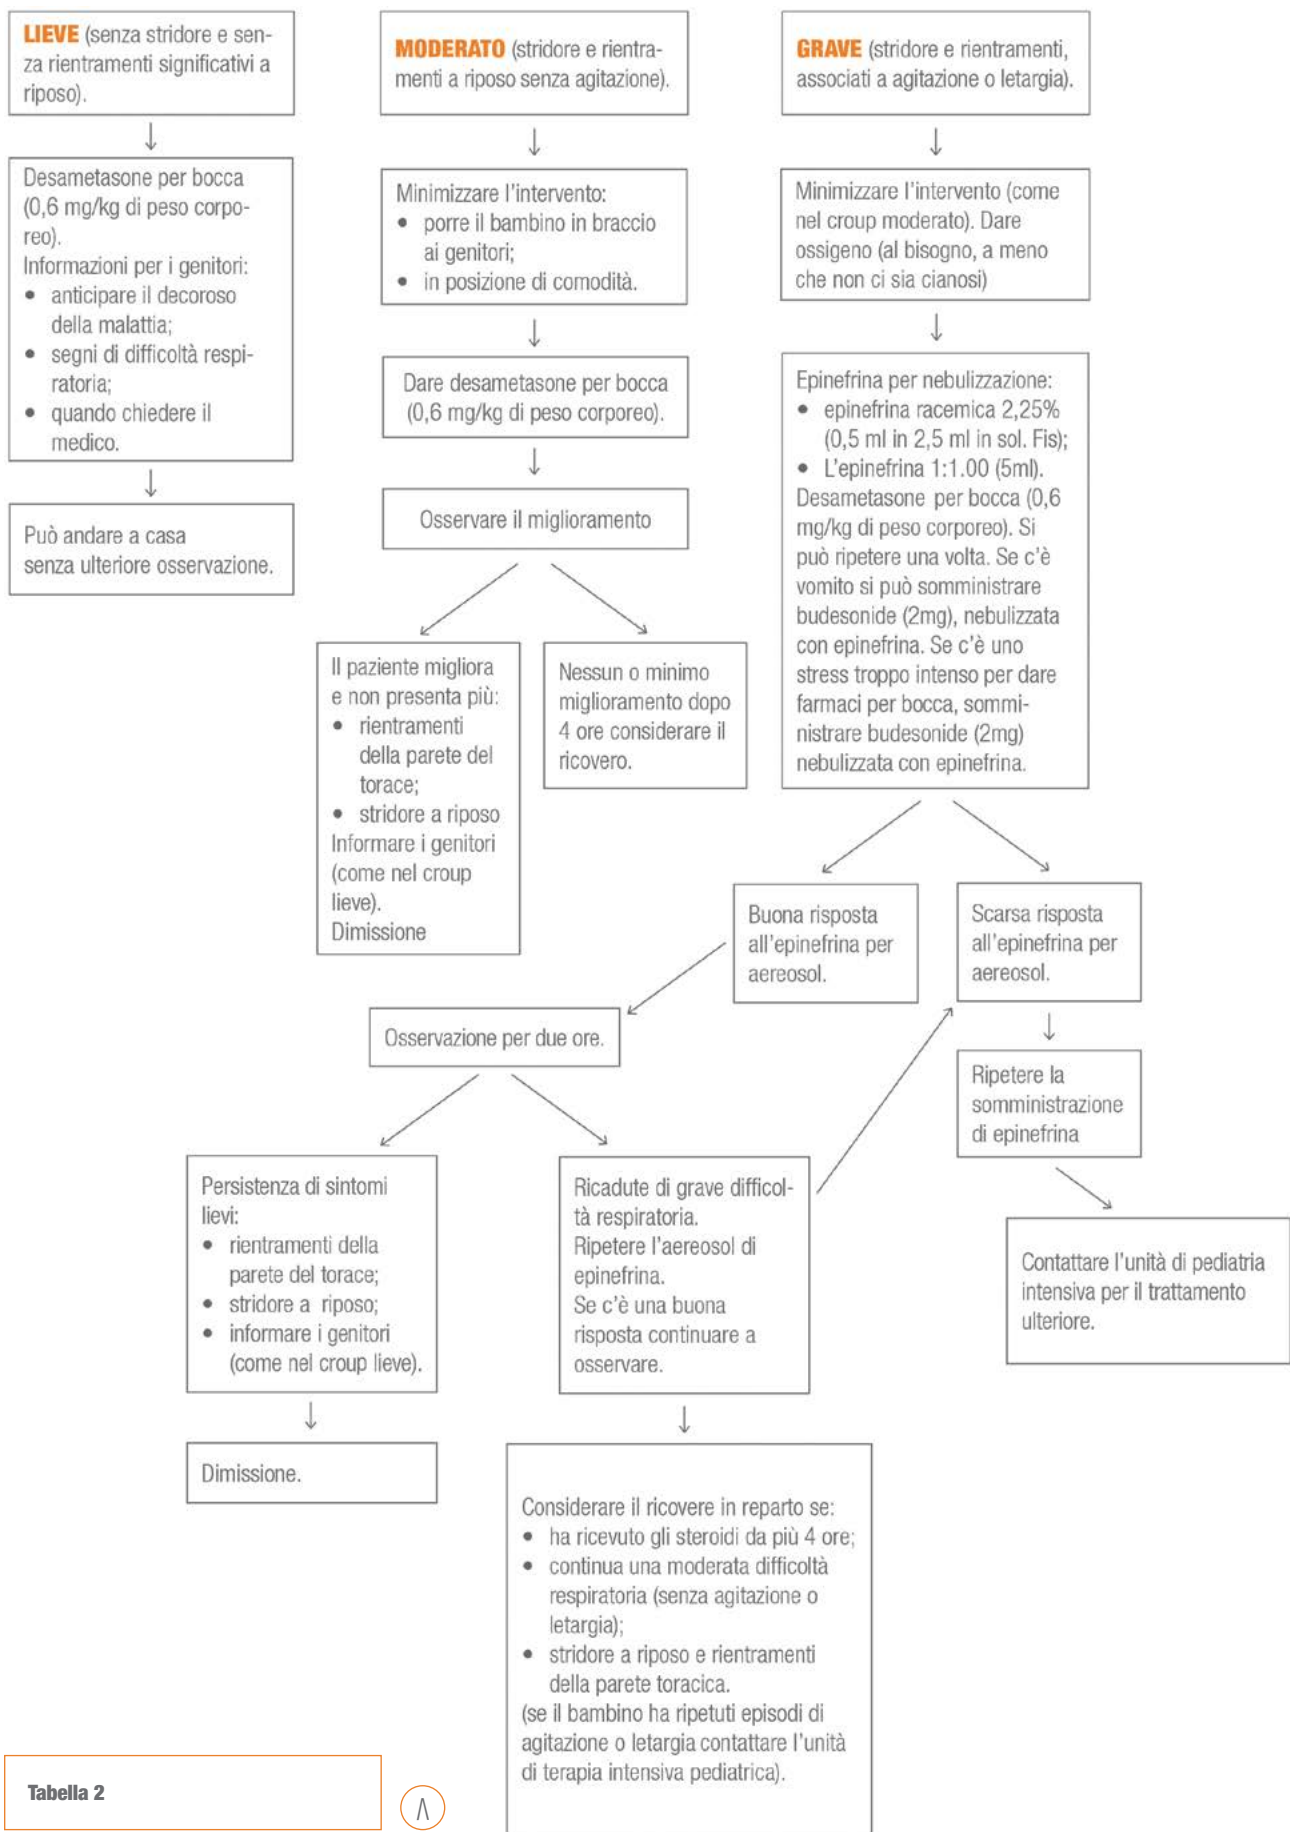 LIEVE (senza stridore e sen-
za rientramenti significativi a
riposo).
Desametasone per bocca
(0,6 mg/kg di peso corpo-
reo).
Informazioni per i genitori:
• anticipare il decoroso
della malattia;
• segni di difficoltà respi-
ratoria;
• quando chiedere il
medico.
Può andare a casa
senza ulteriore osservazione.
MODERATO (stridore e rientra-
menti a riposo senza agitazione).
Minimizzare l'intervento:
• porre il bambino in braccio
ai genitori;
• in posizione di comodità.
Dare desametasone per bocca
(0,6 mg/kg di peso corporeo).
Osservare il miglioramento
Il paziente migliora
e non presenta più:
• rientramenti
della parete del
torace;
• stridore a riposo
Informare i genitori
(come nel croup
lieve).
Dimissione
Nessun o minimo
miglioramento dopo
4 ore considerare il
ricovero.
GRAVE (stridore e rientramenti,
associati a agitazione o letargia).
Minimizzare l'intervento (come
nel croup moderato). Dare
ossigeno (al bisogno, a meno
che non ci sia cianosi)
Epinefrina per nebulizzazione:
• epinefrina racemica 2,25%
(0,5 ml in 2,5 ml in sol. Fis);
• L'epinefrina 1:1.00 (5ml).
Desametasone per bocca (0,6
mg/kg di peso corporeo). Si
può ripetere una volta. Se c'è
vomito si può somministrare
budesonide (2mg), nebulizzata
con epinefrina. Se c'è uno
stress troppo intenso per dare
farmaci per bocca, sommi-
nistrare budesonide (2mg)
nebulizzata con epinefrina.
Buona risposta
all'epinefrina per
aereosol.
Scarsa risposta
all'epinefrina per
aereosol.
Osservazione per due ore.
Ripetere la
somministrazione
di epinefrina
Persistenza di sintomi
lievi:
• rientramenti della
parete del torace;
• stridore a riposo;
• informare i genitori
(come nel croup lieve).
Ricadute di grave diffico-
ltà respiratoria.
Ripetere l'aereosol di
epinefrina.
Se c'è una buona
risposta continuare a
osservare.
Contattare l'unità di pediatria
intensiva per il trattamento
ulteriore.
Dimissione.
Considerare il ricovere in reparto se:
• ha ricevuto gli steroidi da più 4 ore;
• continua una moderata difficoltà
respiratoria (senza agitazione o
letargia);
• stridore a riposo e rientramenti
della parete toracica.
(se il bambino ha ripetuti episodi di
agitazione o letargia contattare l'unità
di terapia intensiva pediatrica).
Tabella 2